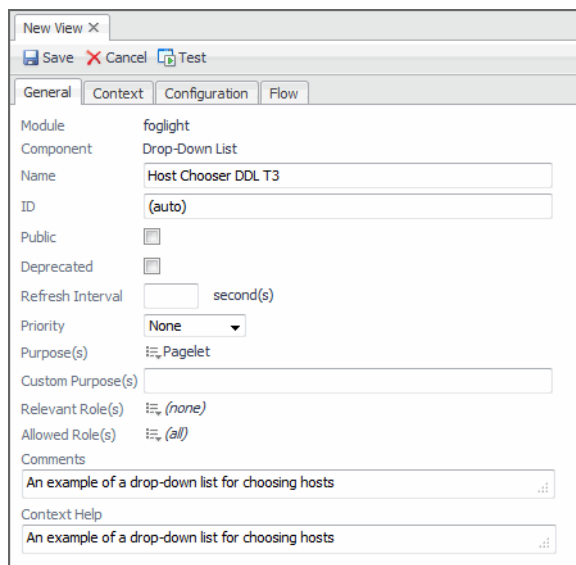 New View
Save Cancel Test
General Context Configuration Flow
Module foglight
Component Drop-Down List
Name Host Chooser DDL T3
ID (auto)
Public
Deprecated
Refresh Interval second(s)
Priority None
Purpose(s) Pagelet
Custom Purpose(s)
Relevant Role(s) (none)
Allowed Role(s) (all)
Comments
An example of a drop-down list for choosing hosts
Context Help
An example of a drop-down list for choosing hosts